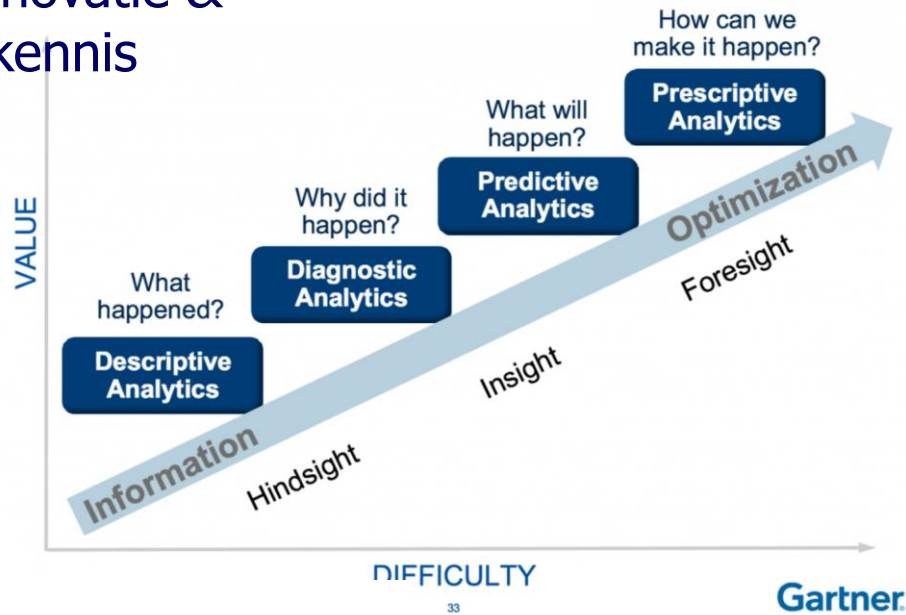 novatie &
kennis
How can we
make it happen?
Prescriptive
Analytics
What will
happen?
Predictive
Analytics
Why did it
happen?
Diagnostic
Analytics
What
happened?
Descriptive
Analytics
VALUE
Information
Hindsight
Insight
Foresight
Optimization
DIFFICULTY
33
Gartner